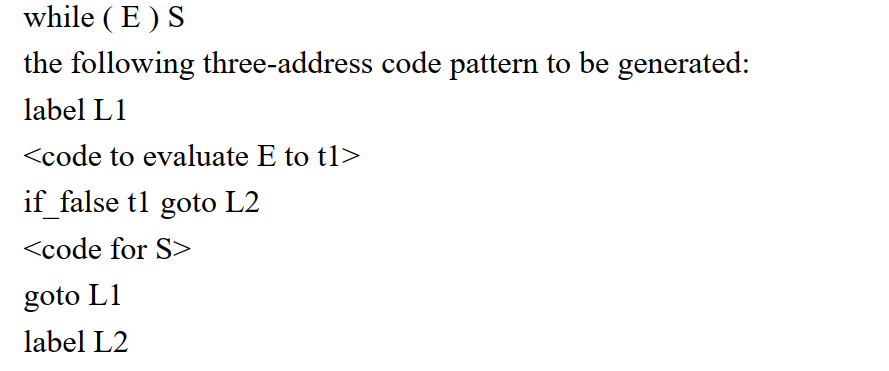 while ( E ) S
the following three-address code pattern to be generated:
label L1
<code to evaluate E to t1>
if_false t1 goto L2
<code for S>
goto L1
label L2